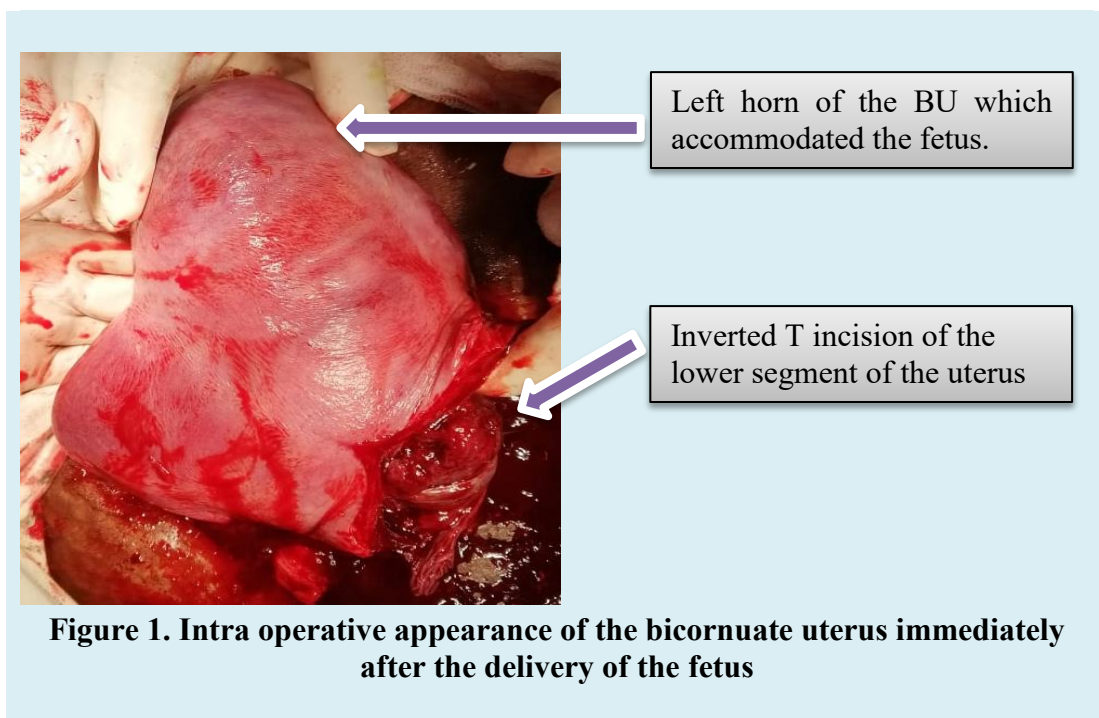 Left horn of the BU which
accommodated the fetus.
Inverted T incision of the
lower segment of the uterus
Figure 1. Intra operative appearance of the bicornuate uterus immediately
after the delivery of the fetus